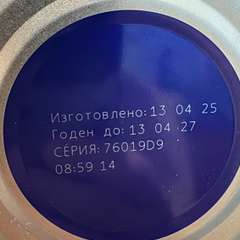 Изготовлено: 13 04 25
Годен до: 13 04 27
СЕРИЯ: 76019D9
08:59 14